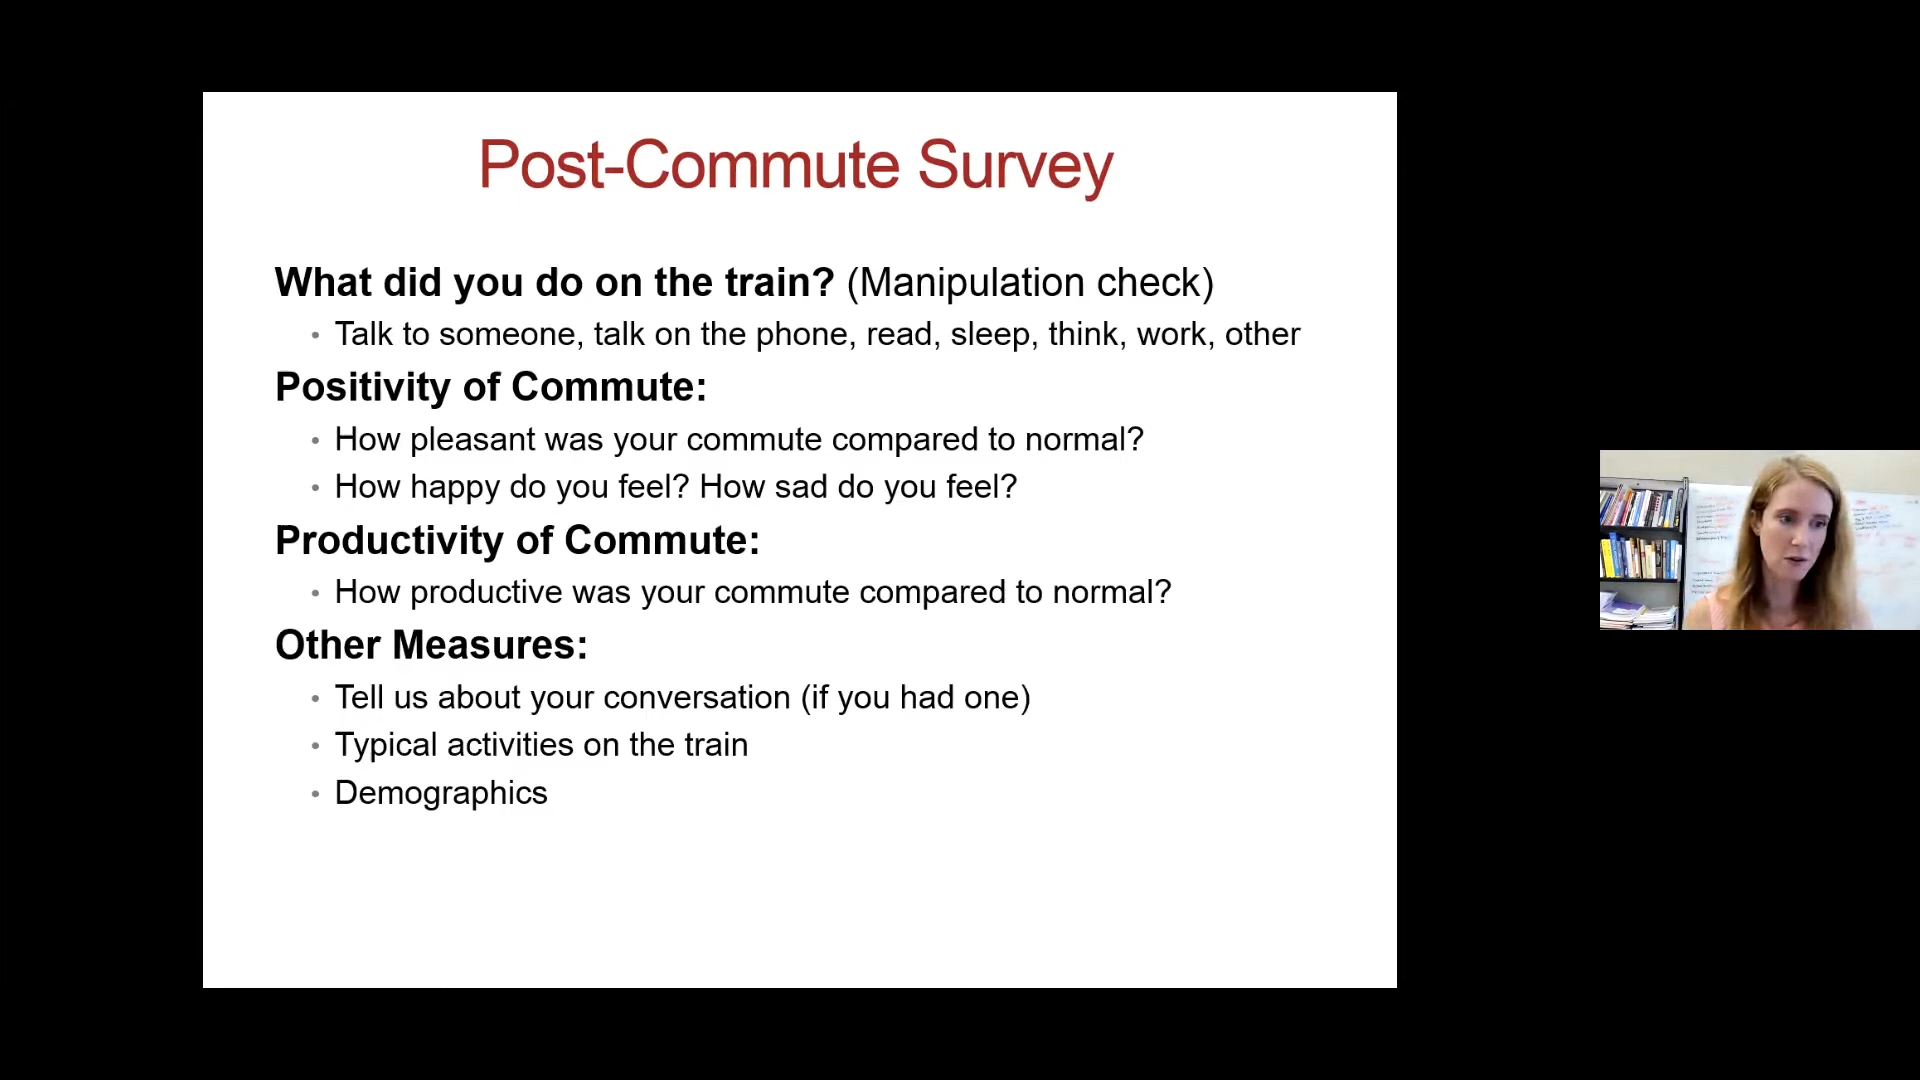 Post-Commute Survey
What did you do on the train? (Manipulation check)
• Talk to someone, talk on the phone, read, sleep, think, work, other
Positivity of Commute:
• How pleasant was your commute compared to normal?
• How happy do you feel? How sad do you feel?
Productivity of Commute:
• How productive was your commute compared to normal?
Other Measures:
• Tell us about your conversation (if you had one)
• Typical activities on the train
• Demographics